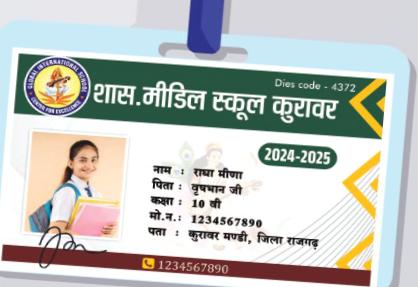 GLOBAL INTERNATIONAL SCHOOL
CENTER FOR EXCELLENCE
Dies code - 4372
शास.मीडिल स्कूल कुरावर
2024-2025
नाम : राधा मीणा
पिता : वृषभान जी
कक्षा : 10 वी
मो.न.: 1234567890
पता : कुरावर मण्डी, जिला राजगढ़
1234567890